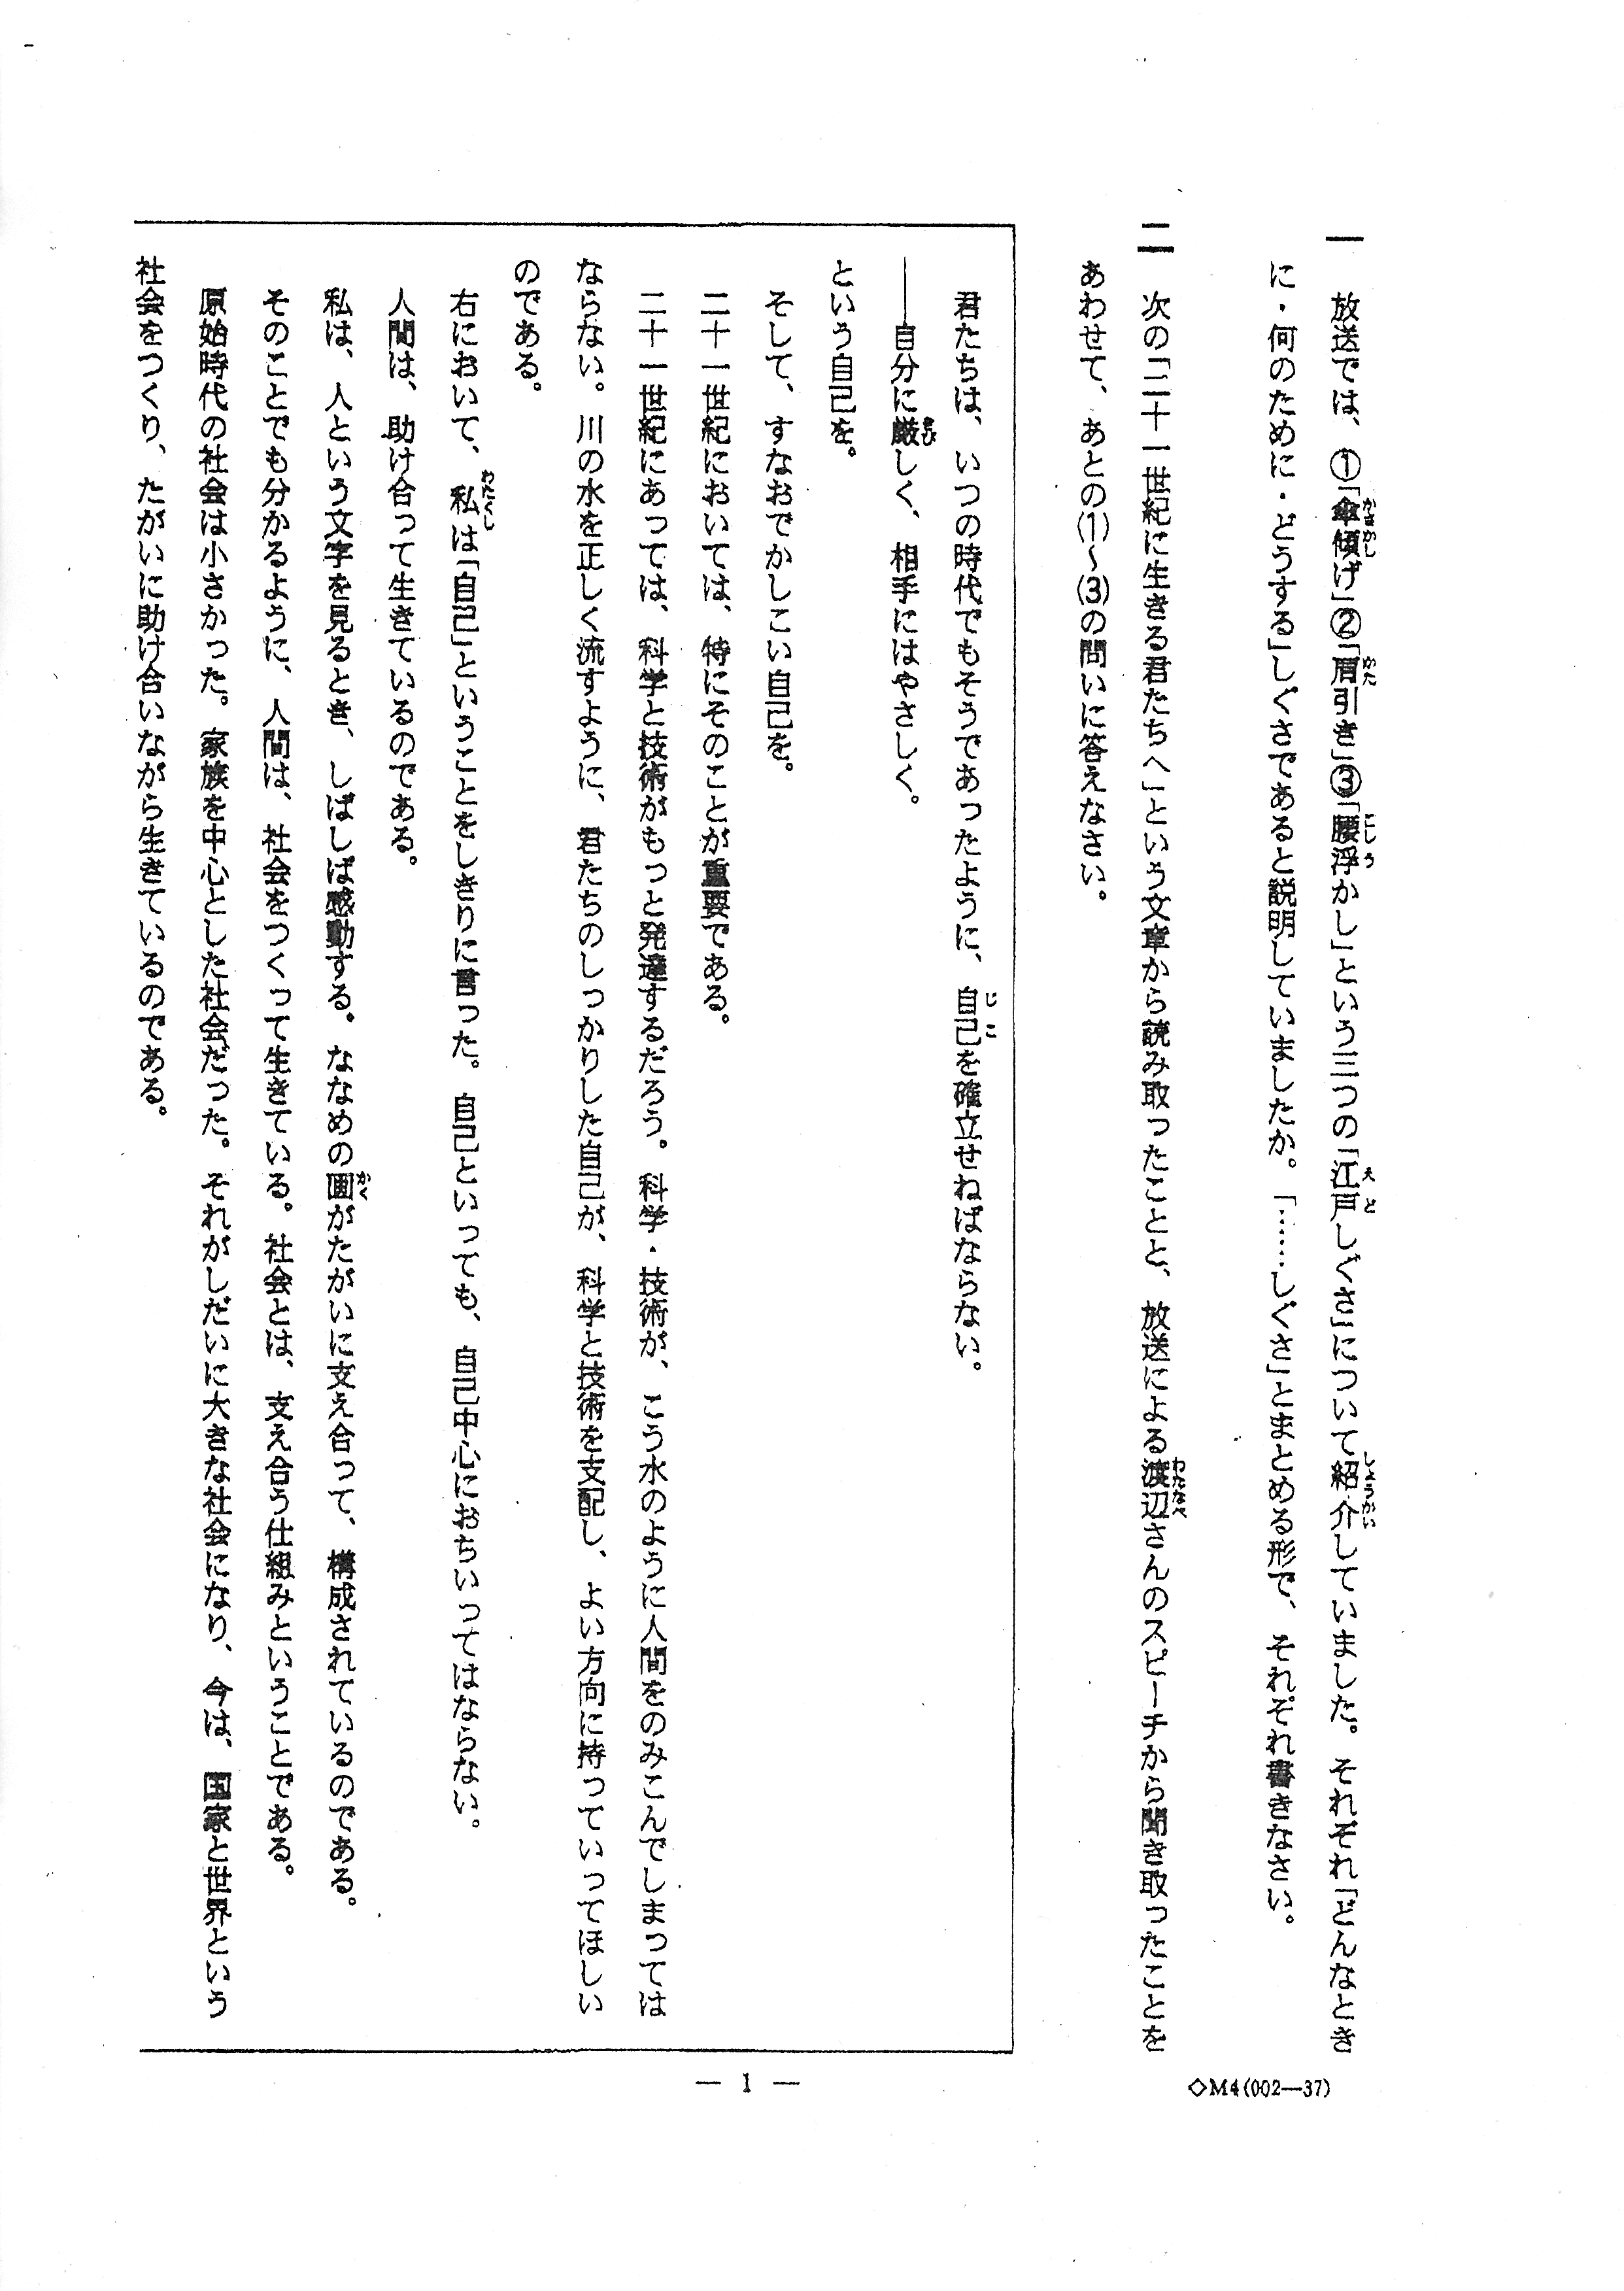 一　放送では、①「傘傾げ」②「肩引き」③「腰浮かし」という三つの「江戸しぐさ」について紹介していました。それぞれ「どんなとき
に・何のために・どうする」しぐさであると説明していましたか。「……しぐさ」とまとめる形で、それぞれ書きなさい。
二　次の「二十一世紀に生きる君たちへ」という文章から読み取ったことと、放送による渡辺さんのスピーチから聞き取ったことを
あわせて、あとの(1)～(3)の問いに答えなさい。
君たちは、いつの時代でもそうであったように、自己を確立せねばならない。
――自分に厳しく、相手にはやさしく。
という自己を。
そして、すなおでかしこい自己を。
二十一世紀においては、特にそのことが重要である。
二十一世紀にあっては、科学と技術がもっと発達するだろう。科学・技術が、こう水のように人間をのみこんでしまっては
ならない。川の水を正しく流すように、君たちのしっかりした自己が、科学と技術を支配し、よい方向に持っていってほしい
のである。
右において、私は「自己」ということをしきりに言った。自己といっても、自己中心におちいってはならない。
人間は、助け合って生きているのである。
私は、人という文字を見るとき、しばしば感動する。ななめの画がたがいに支え合って、構成されているのである。
そのことでも分かるように、人間は、社会をつくって生きている。社会とは、支え合う仕組みということである。
原始時代の社会は小さかった。家族を中心とした社会だった。それがしだいに大きな社会になり、今は、国家と世界という
社会をつくり、たがいに助け合いながら生きているのである。
― 1 ―
◇M4(002―37)